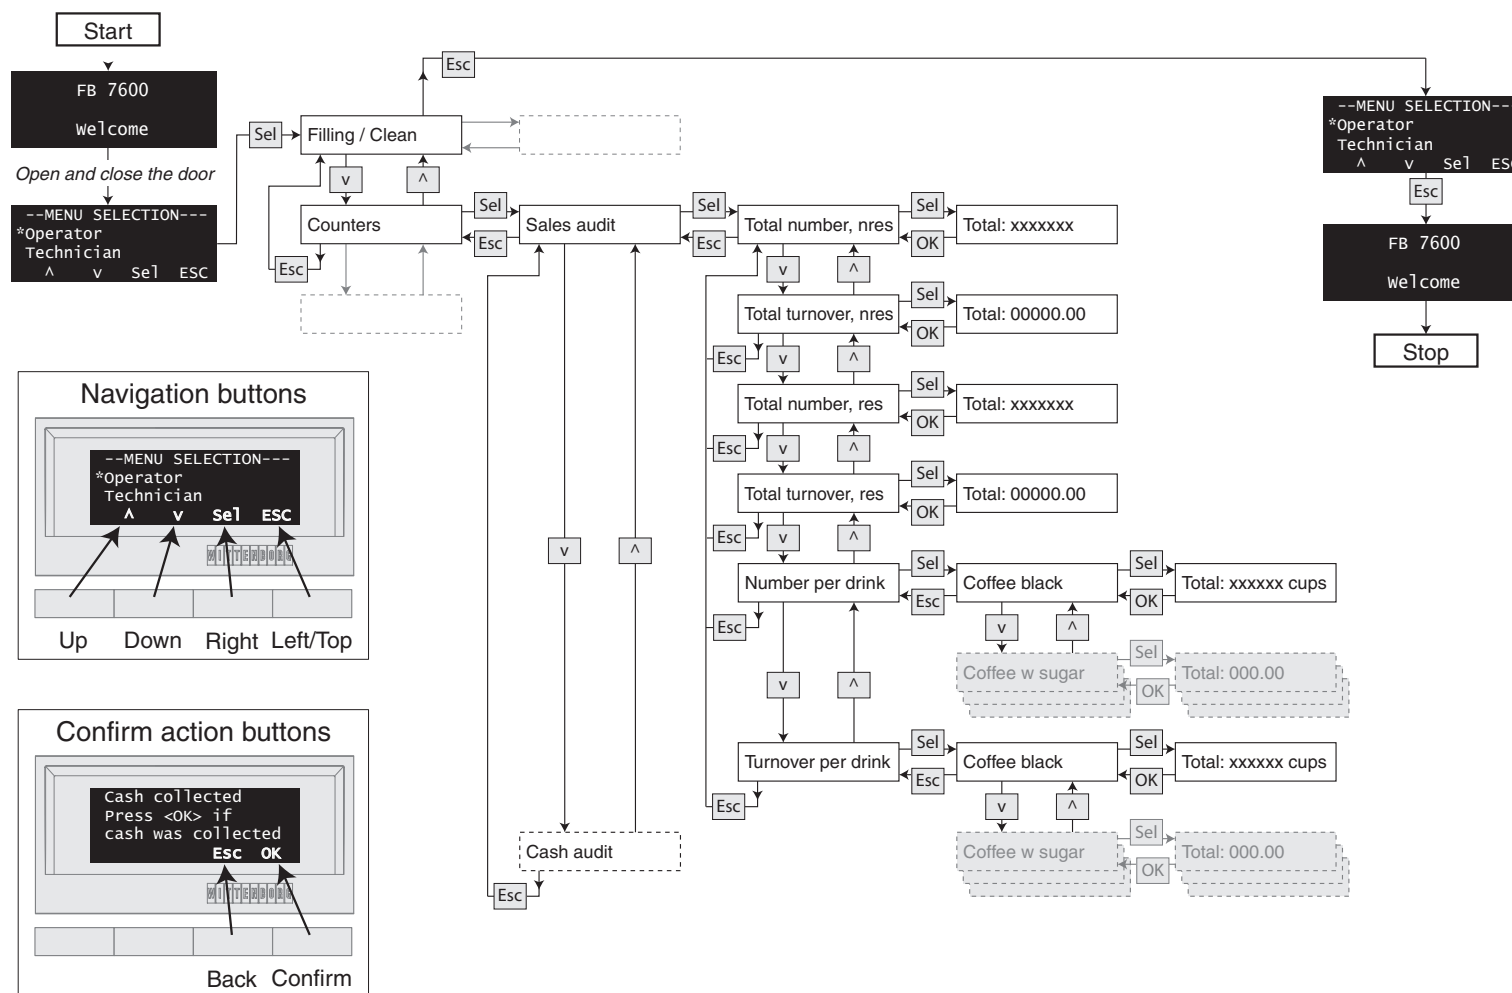 Start
FB 7600
Welcome
Open and close the door
--MENU SELECTION---
*Operator
Technician
^ v Sel ESC
Sel
Esc
Filling / Clean
v ^
Counters
Esc
Sel
Esc
Sales audit
Sel
Esc
Total number, nres
Sel
OK
Total: xxxxxxx
v ^
Total turnover, nres
Sel
OK
Total: 00000.00
Esc
v ^
Total number, res
Sel
OK
Total: xxxxxxx
Esc
v ^
Total turnover, res
Sel
OK
Total: 00000.00
Esc
v ^
Number per drink
Sel
Esc
Coffee black
Sel
OK
Total: xxxxxx cups
Esc
v ^
Coffee w sugar
Sel
OK
Total: 000.00
v ^
Turnover per drink
Sel
Esc
Coffee black
Sel
OK
Total: xxxxxx cups
Esc
v ^
Coffee w sugar
Sel
OK
Total: 000.00
v ^
Cash audit
Esc
--MENU SELECTION---
*Operator
Technician
^ v Sel ESC
Esc
FB 7600
Welcome
Stop
Navigation buttons
--MENU SELECTION---
*Operator
Technician
^ v Sel ESC
WITTENBORG
Up Down Right Left/Top
Confirm action buttons
Cash collected
Press <OK> if
cash was collected
Esc OK
WITTENBORG
Back Confirm